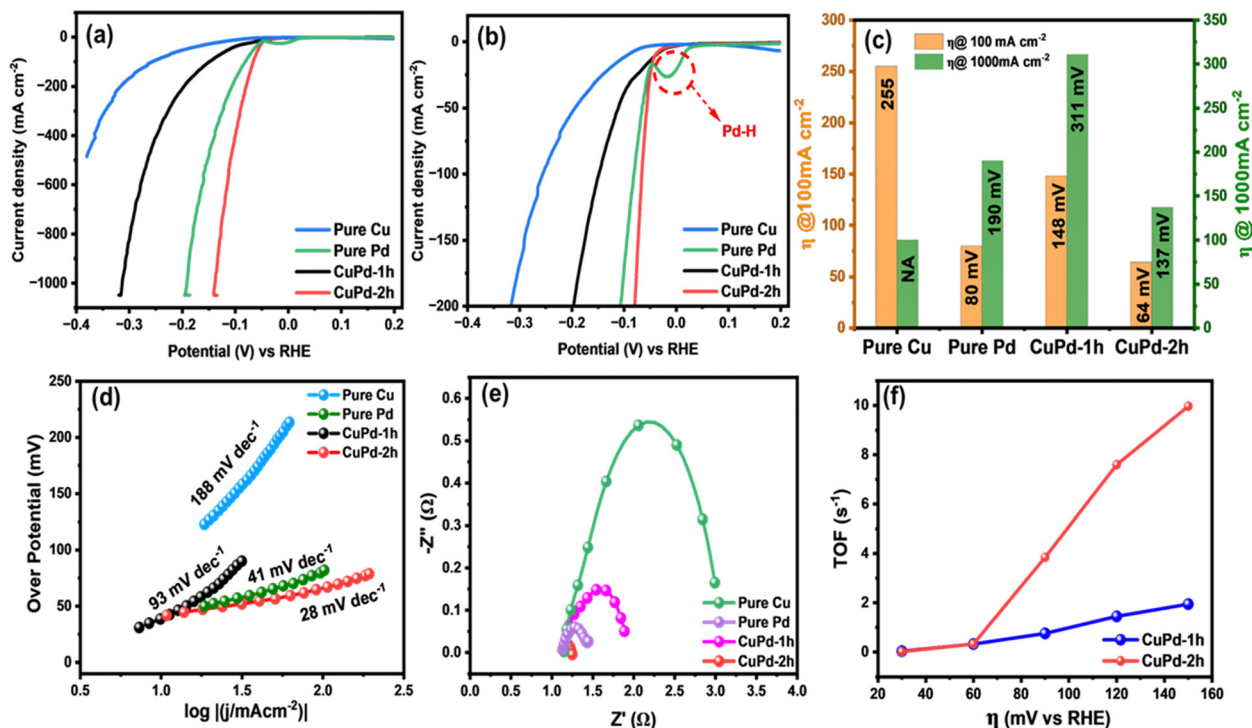 (a)
Current density (mA cm⁻²)
0
−200
−400
−600
−800
−1000
Pure Cu
Pure Pd
CuPd-1h
CuPd-2h
−0.4 −0.3 −0.2 −0.1 0.0 0.1 0.2
Potential (V) vs RHE
(b)
Current density (mA cm⁻²)
0
−50
−100
−150
−200
Pd-H
Pure Cu
Pure Pd
CuPd-1h
CuPd-2h
−0.4 −0.3 −0.2 −0.1 0.0 0.1 0.2
Potential (V) vs RHE
(c)
η @100mA cm⁻²
300
250
200
150
100
50
0
η@ 100 mA cm⁻²
η@ 1000mA cm⁻²
255
NA
80 mV
190 mV
148 mV
311 mV
64 mV
137 mV
Pure Cu Pure Pd CuPd-1h CuPd-2h
350
300
250
200
150
100
50
0
η @ 1000mA cm⁻²
(d)
Over Potential (mV)
250
200
150
100
50
0
Pure Cu
Pure Pd
CuPd-1h
CuPd-2h
188 mV dec⁻¹
93 mV dec⁻¹
41 mV dec⁻¹
28 mV dec⁻¹
0.5 1.0 1.5 2.0 2.5
log |(j/mAcm⁻²)|
(e)
-Z'' (Ω)
0.6
0.5
0.4
0.3
0.2
0.1
0.0
Pure Cu
Pure Pd
CuPd-1h
CuPd-2h
0.5 1.0 1.5 2.0 2.5 3.0 3.5 4.0
Z' (Ω)
(f)
TOF (s⁻¹)
10
8
6
4
2
0
CuPd-1h
CuPd-2h
20 40 60 80 100 120 140 160
η (mV vs RHE)